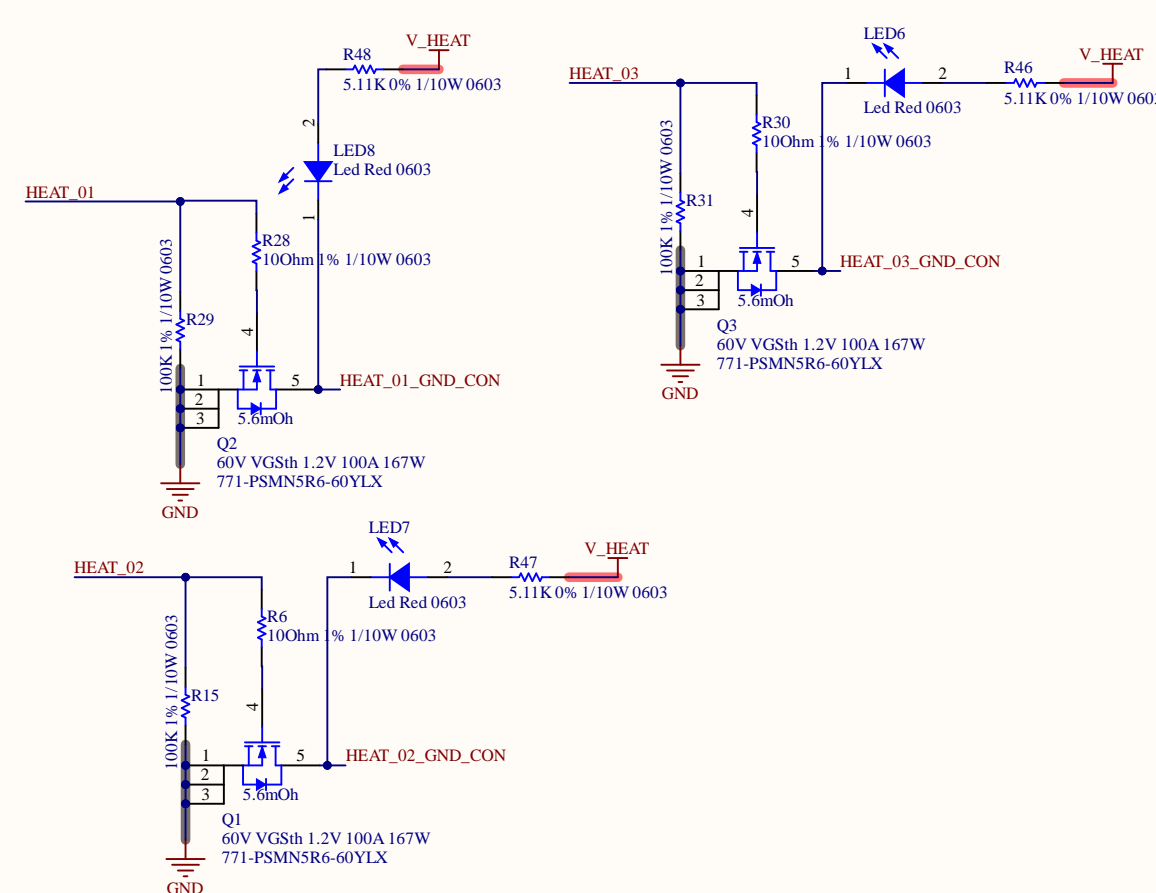 V_HEAT
R48
5.11K 0% 1/10W 0603
2
LED8
Led Red 0603
1
HEAT_01
R28
10Ohm 1% 1/10W 0603
100K 1% 1/10W 0603
R29
4
1
2
3
5
HEAT_01_GND_CON
5.6mOh
Q2
60V VGSth 1.2V 100A 167W
771-PSMN5R6-60YLX
GND
LED6
V_HEAT
HEAT_03
1
2
R46
Led Red 0603
5.11K 0% 1/10W 060
R30
10Ohm 1% 1/10W 0603
100K 1% 1/10W 0603
R31
4
1
2
3
5
HEAT_03_GND_CON
5.6mOh
Q3
60V VGSth 1.2V 100A 167W
771-PSMN5R6-60YLX
GND
LED7
V_HEAT
HEAT_02
1
2
R47
Led Red 0603
5.11K 0% 1/10W 0603
R6
10Ohm 1% 1/10W 0603
100K 1% 1/10W 0603
R15
4
1
2
3
5
HEAT_02_GND_CON
5.6mOh
Q1
60V VGSth 1.2V 100A 167W
771-PSMN5R6-60YLX
GND